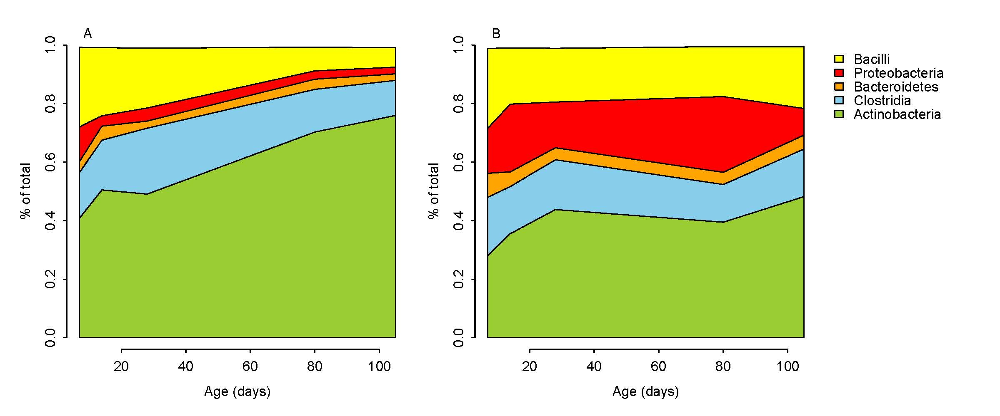 A
1.0
0.8
0.6
0.4
0.2
0.0
% of total
20 40 60 80 100
Age (days)
B
1.0
0.8
0.6
0.4
0.2
0.0
% of total
20 40 60 80 100
Age (days)
Bacilli
Proteobacteria
Bacteroidetes
Clostridia
Actinobacteria